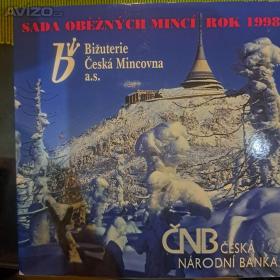 AVIZO
SADA OBĚŽNÝCH MINCÍ ROK 1998
Bižuterie
Česká Mincovna
a.s.
ČNB ČESKÁ
NÁRODNÍ BANKA